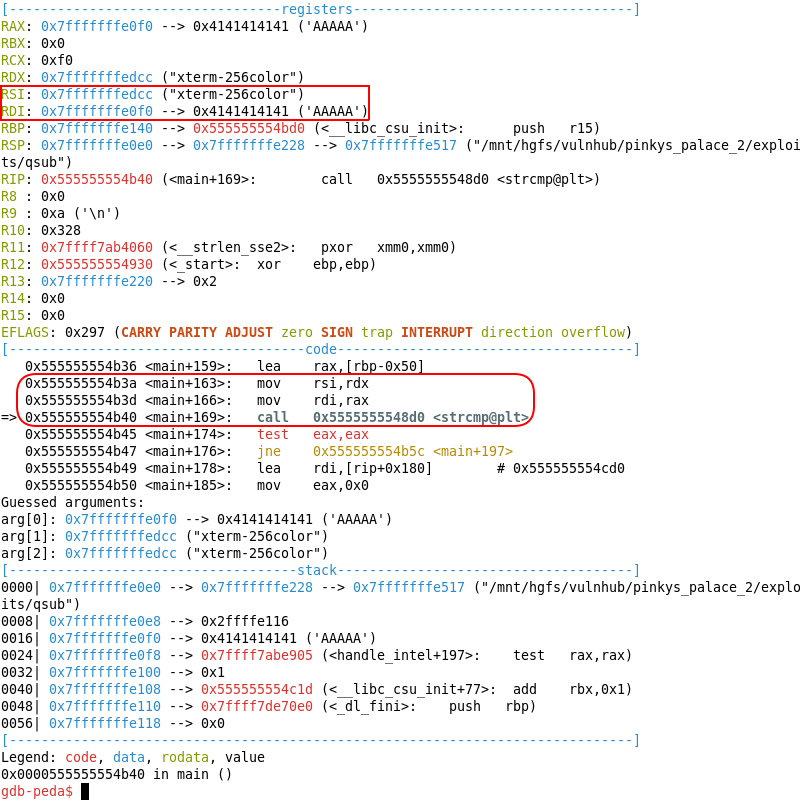 [----------------------------------registers-----------------------------------]
RAX: 0x7fffffffe0f0 --> 0x4141414141 ('AAAAA')
RBX: 0x0
RCX: 0xf0
RDX: 0x7fffffffedcc ("xterm-256color")
RSI: 0x7fffffffedcc ("xterm-256color")
RDI: 0x7fffffffe0f0 --> 0x4141414141 ('AAAAA')
RBP: 0x7fffffffe140 --> 0x555555554bd0 (<__libc_csu_init>:      push   r15)
RSP: 0x7fffffffe0e0 --> 0x7fffffffe228 --> 0x7fffffffe517 ("/mnt/hgfs/vulnhub/pinkys_palace_2/exploi
ts/qsub")
RIP: 0x555555554b40 (<main+169>:        call   0x5555555548d0 <strcmp@plt>)
R8 : 0x0
R9 : 0xa ('\n')
R10: 0x328
R11: 0x7ffff7ab4060 (<__strlen_sse2>:   pxor   xmm0,xmm0)
R12: 0x555555554930 (<_start>:  xor    ebp,ebp)
R13: 0x7fffffffe220 --> 0x2
R14: 0x0
R15: 0x0
EFLAGS: 0x297 (CARRY PARITY ADJUST zero SIGN trap INTERRUPT direction overflow)
[-------------------------------------code-------------------------------------]
   0x555555554b36 <main+159>:   lea    rax,[rbp-0x50]
   0x555555554b3a <main+163>:   mov    rsi,rdx
   0x555555554b3d <main+166>:   mov    rdi,rax
=> 0x555555554b40 <main+169>:   call   0x5555555548d0 <strcmp@plt>
   0x555555554b45 <main+174>:   test   eax,eax
   0x555555554b47 <main+176>:   jne    0x555555554b5c <main+197>
   0x555555554b49 <main+178>:   lea    rdi,[rip+0x180]        # 0x555555554cd0
   0x555555554b50 <main+185>:   mov    eax,0x0
Guessed arguments:
arg[0]: 0x7fffffffe0f0 --> 0x4141414141 ('AAAAA')
arg[1]: 0x7fffffffedcc ("xterm-256color")
arg[2]: 0x7fffffffedcc ("xterm-256color")
[------------------------------------stack-------------------------------------]
0000| 0x7fffffffe0e0 --> 0x7fffffffe228 --> 0x7fffffffe517 ("/mnt/hgfs/vulnhub/pinkys_palace_2/explo
its/qsub")
0008| 0x7fffffffe0e8 --> 0x2ffffe116
0016| 0x7fffffffe0f0 --> 0x4141414141 ('AAAAA')
0024| 0x7fffffffe0f8 --> 0x7ffff7abe905 (<handle_intel+197>:    test   rax,rax)
0032| 0x7fffffffe100 --> 0x1
0040| 0x7fffffffe108 --> 0x555555554c1d (<__libc_csu_init+77>:  add    rbx,0x1)
0048| 0x7fffffffe110 --> 0x7ffff7de70e0 (<_dl_fini>:    push   rbp)
0056| 0x7fffffffe118 --> 0x0
[------------------------------------------------------------------------------]
Legend: code, data, rodata, value
0x0000555555554b40 in main ()
gdb-peda$